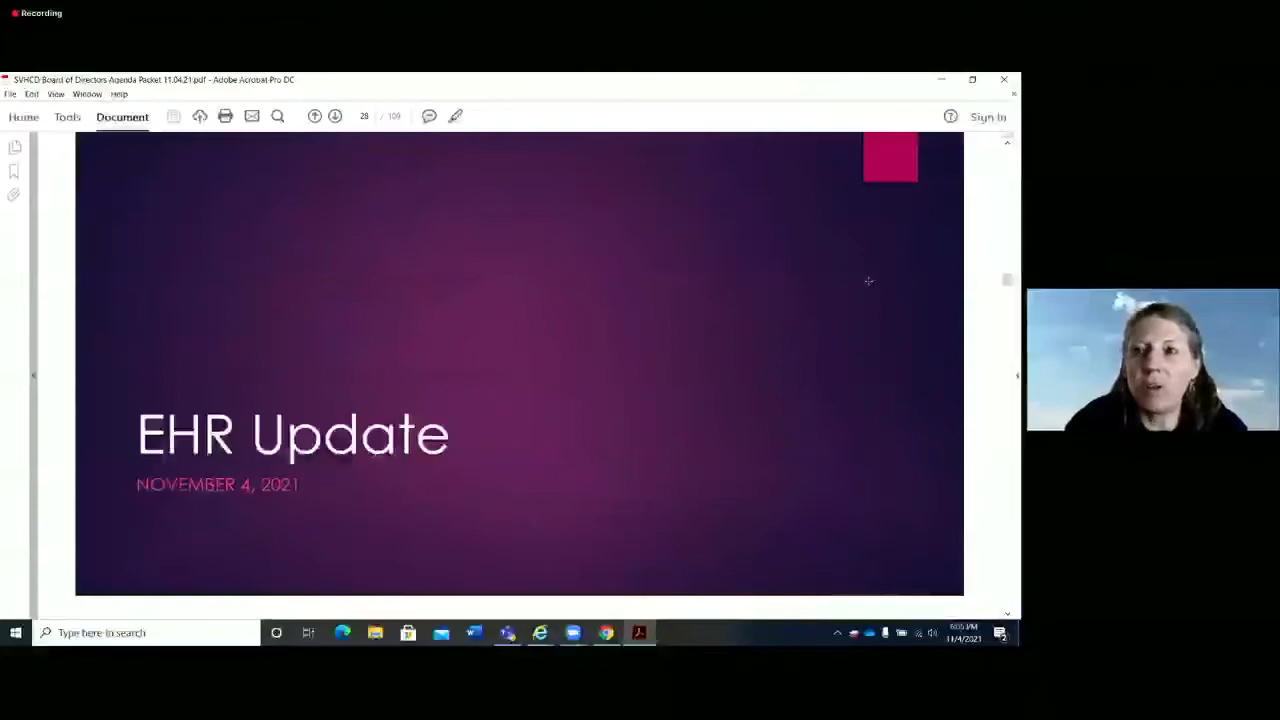 Recording
SVHCD Board of Directors Agenda Packet 11.04.21.pdf - Adobe Acrobat Pro DC
File Edit View Window Help
Home Tools Document 28 / 109 Sign In
EHR Update
NOVEMBER 4, 2021
Type here to search
11/4/2021